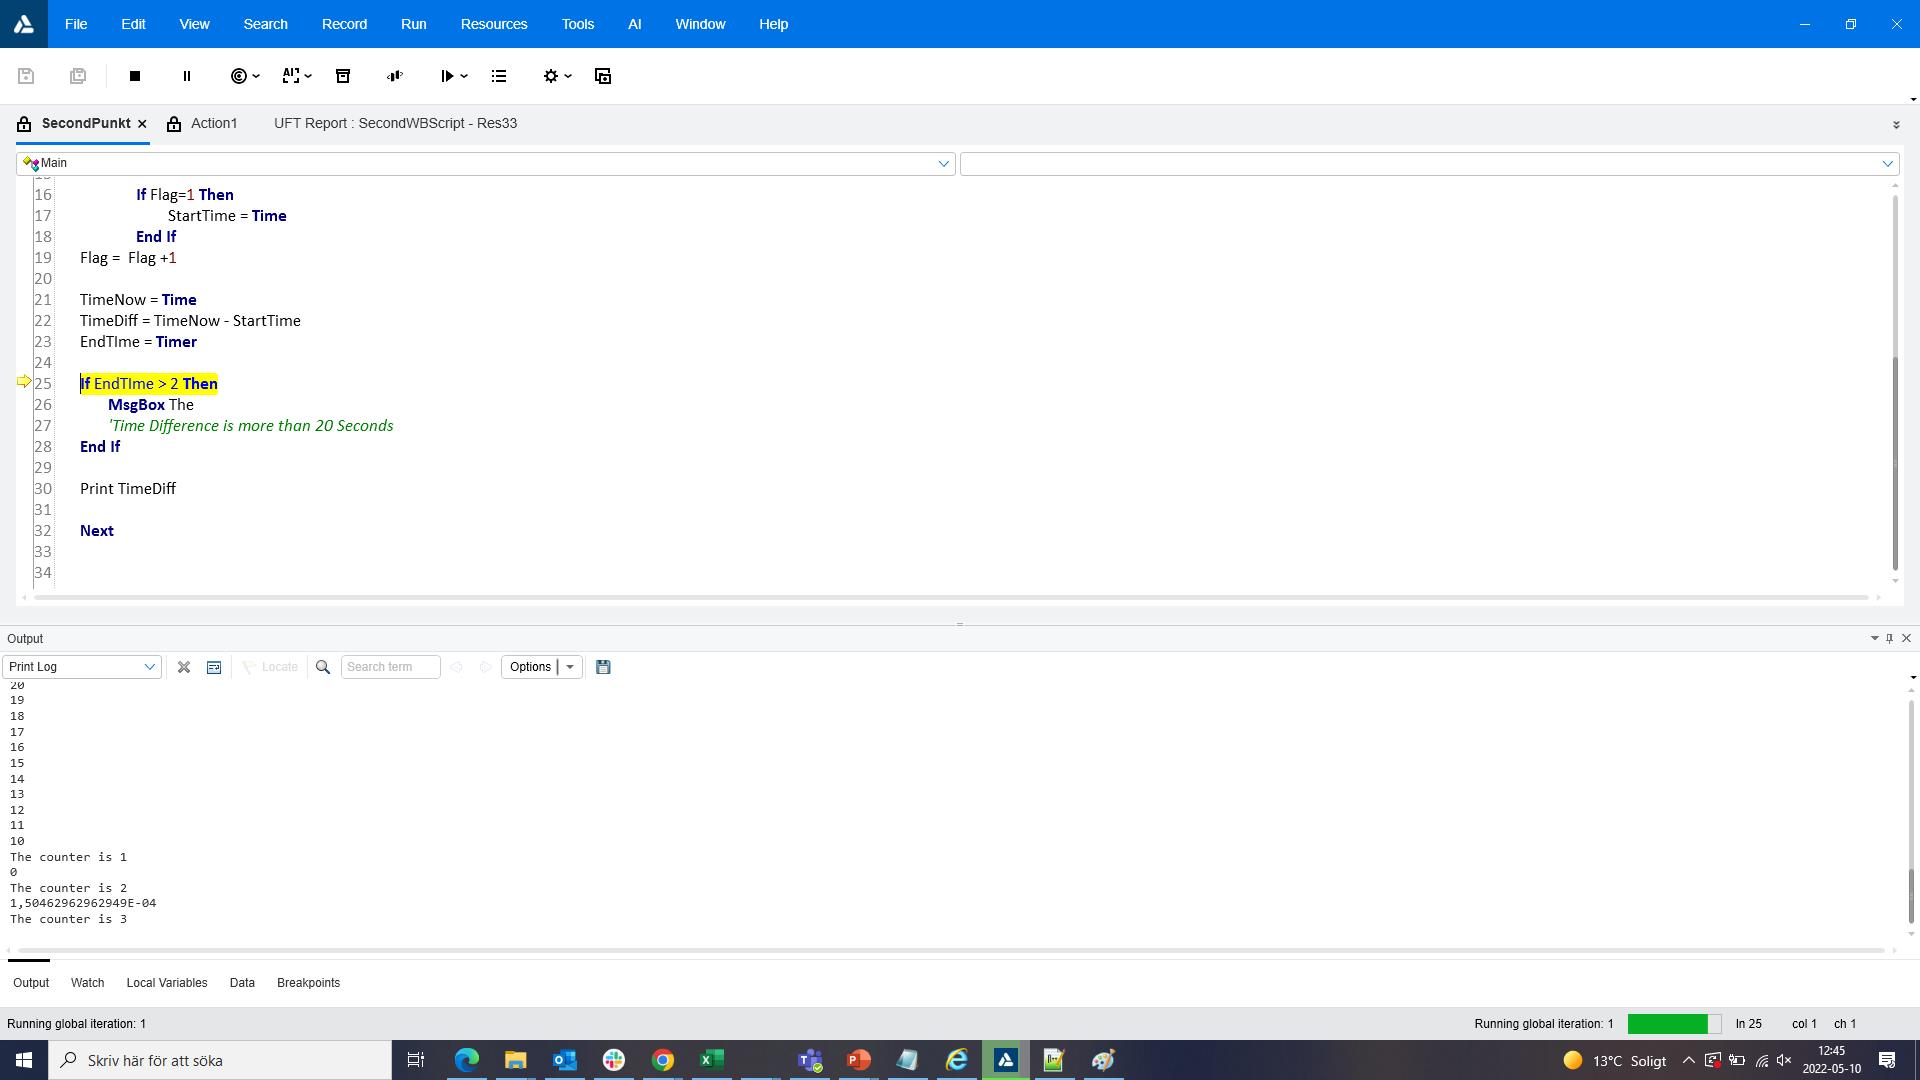 File Edit View Search Record Run Resources Tools AI Window Help
SecondPunkt Action1 UFT Report : SecondWBScript - Res33
Main
16 If Flag=1 Then
17 StartTime = Time
18 End If
19 Flag = Flag +1
20
21 TimeNow = Time
22 TimeDiff = TimeNow - StartTime
23 EndTIme = Timer
24
25 If EndTIme > 2 Then
26 MsgBox The
27 'Time Difference is more than 20 Seconds
28 End If
29
30 Print TimeDiff
31
32 Next
33
34
Output
Print Log Locate Search term Options
20
19
18
17
16
15
14
13
12
11
10
The counter is 1
0
The counter is 2
1,50462962962949E-04
The counter is 3
Output Watch Local Variables Data Breakpoints
Running global iteration: 1 Running global iteration: 1 ln 25 col 1 ch 1
Skriv här för att söka 13°C Soligt 12:45
2022-05-10